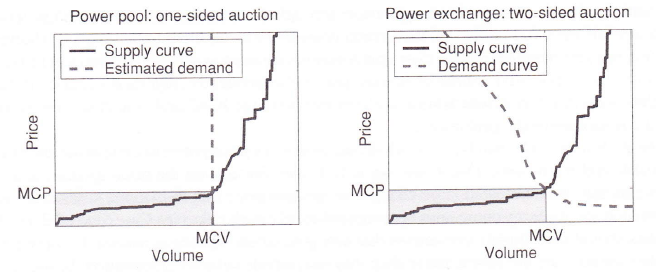 Power pool: one-sided auction
Supply curve
Estimated demand
Price
MCP
MCV
Volume
Power exchange: two-sided auction
Supply curve
Demand curve
Price
MCP
MCV
Volume